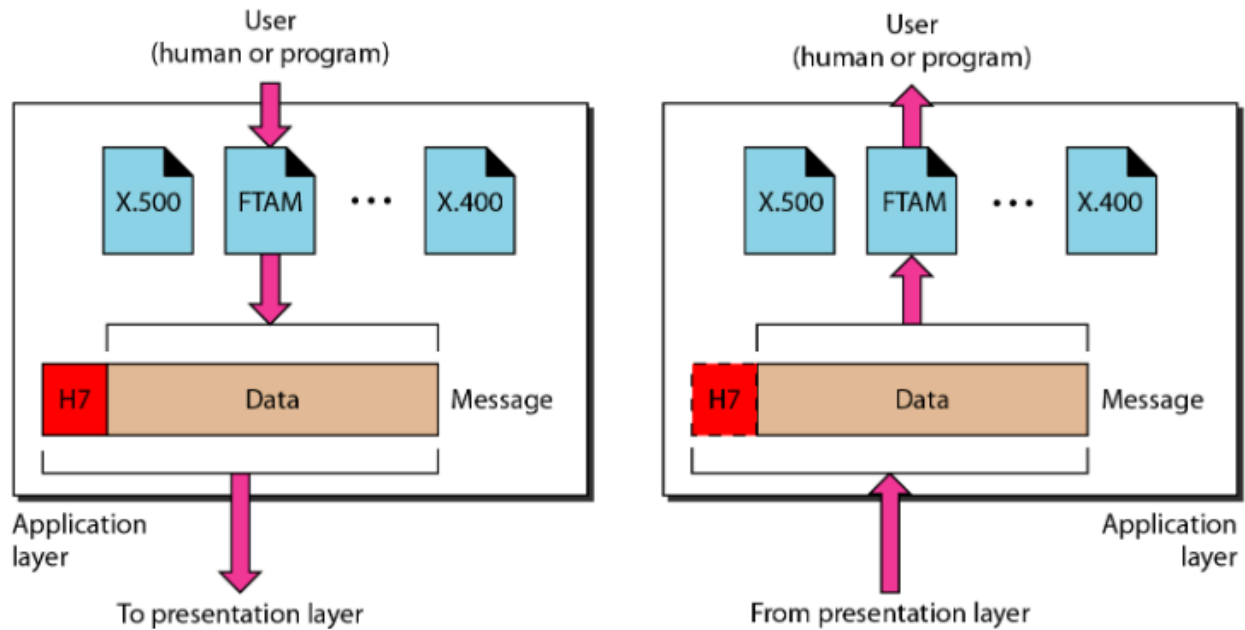 User
(human or program)
X.500
FTAM
...
X.400
H7
Data
Message
Application
layer
To presentation layer
User
(human or program)
X.500
FTAM
...
X.400
H7
Data
Message
Application
layer
From presentation layer